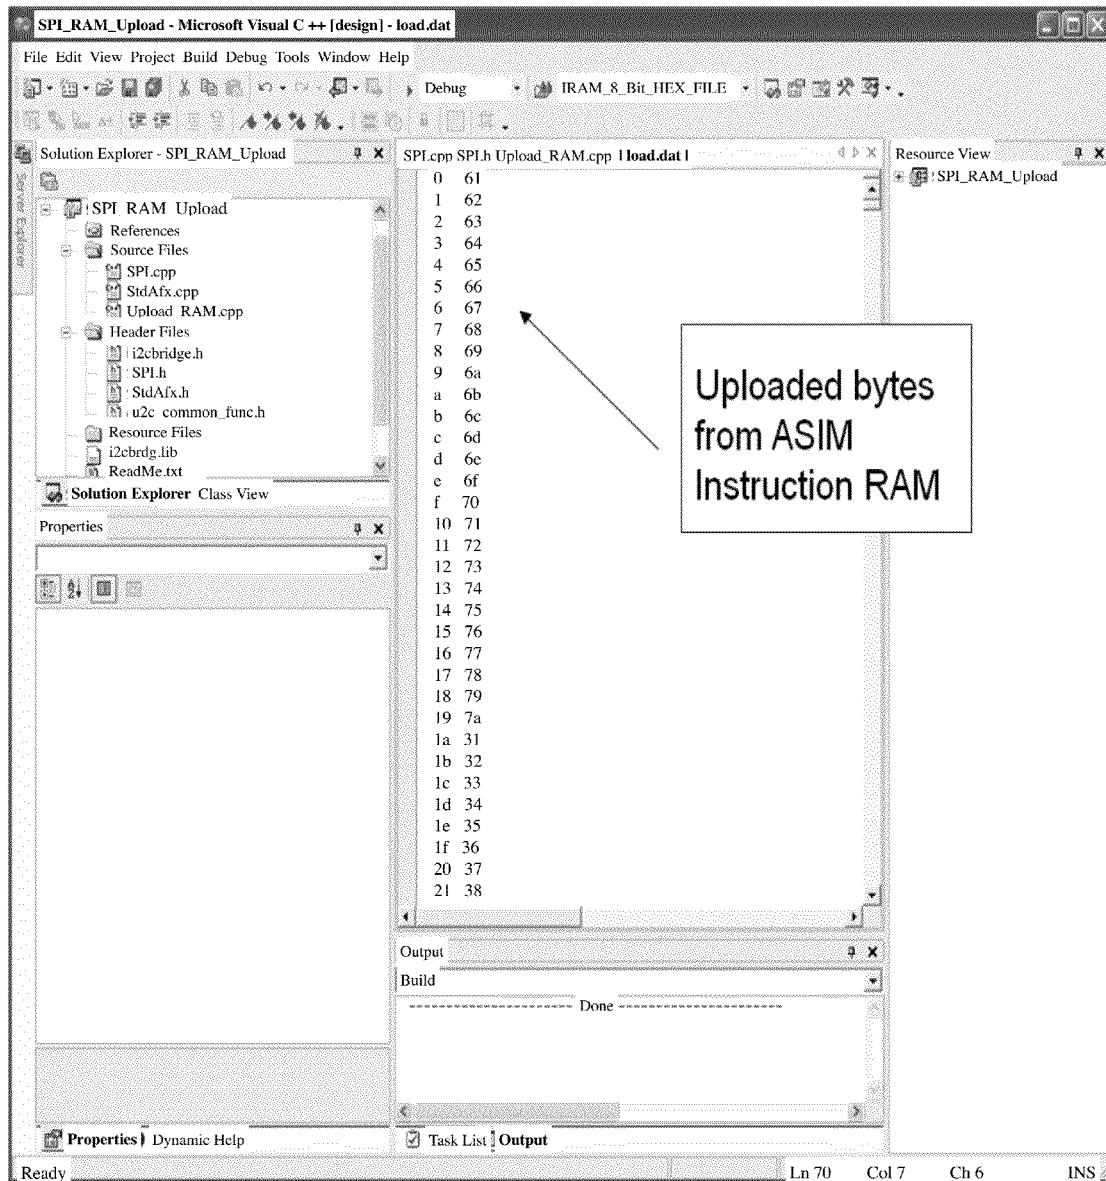 SPI_RAM_Upload - Microsoft Visual C ++ [design] - load.dat
File Edit View Project Build Debug Tools Window Help
Debug IRAM_8_Bit_HEX_FILE
Server Explorer
Solution Explorer - SPI_RAM_Upload
SPI_RAM_Upload
References
Source Files
SPI.cpp
StdAfx.cpp
Upload_RAM.cpp
Header Files
i2cbridge.h
SPI.h
StdAfx.h
u2c_common_func.h
Resource Files
i2cbrdg.lib
ReadMe.txt
Solution Explorer Class View
Properties
Properties Dynamic Help
SPI.cpp SPI.h Upload_RAM.cpp load.dat
0 61
1 62
2 63
3 64
4 65
5 66
6 67
7 68
8 69
9 6a
a 6b
b 6c
c 6d
d 6e
e 6f
f 70
10 71
11 72
12 73
13 74
14 75
15 76
16 77
17 78
18 79
19 7a
1a 31
1b 32
1c 33
1d 34
1e 35
1f 36
20 37
21 38
Uploaded bytes
from ASIM
Instruction RAM
Output
Build
---------------------- Done ----------------------
Task List Output
Resource View
SPI_RAM_Upload
Ready Ln 70 Col 7 Ch 6 INS